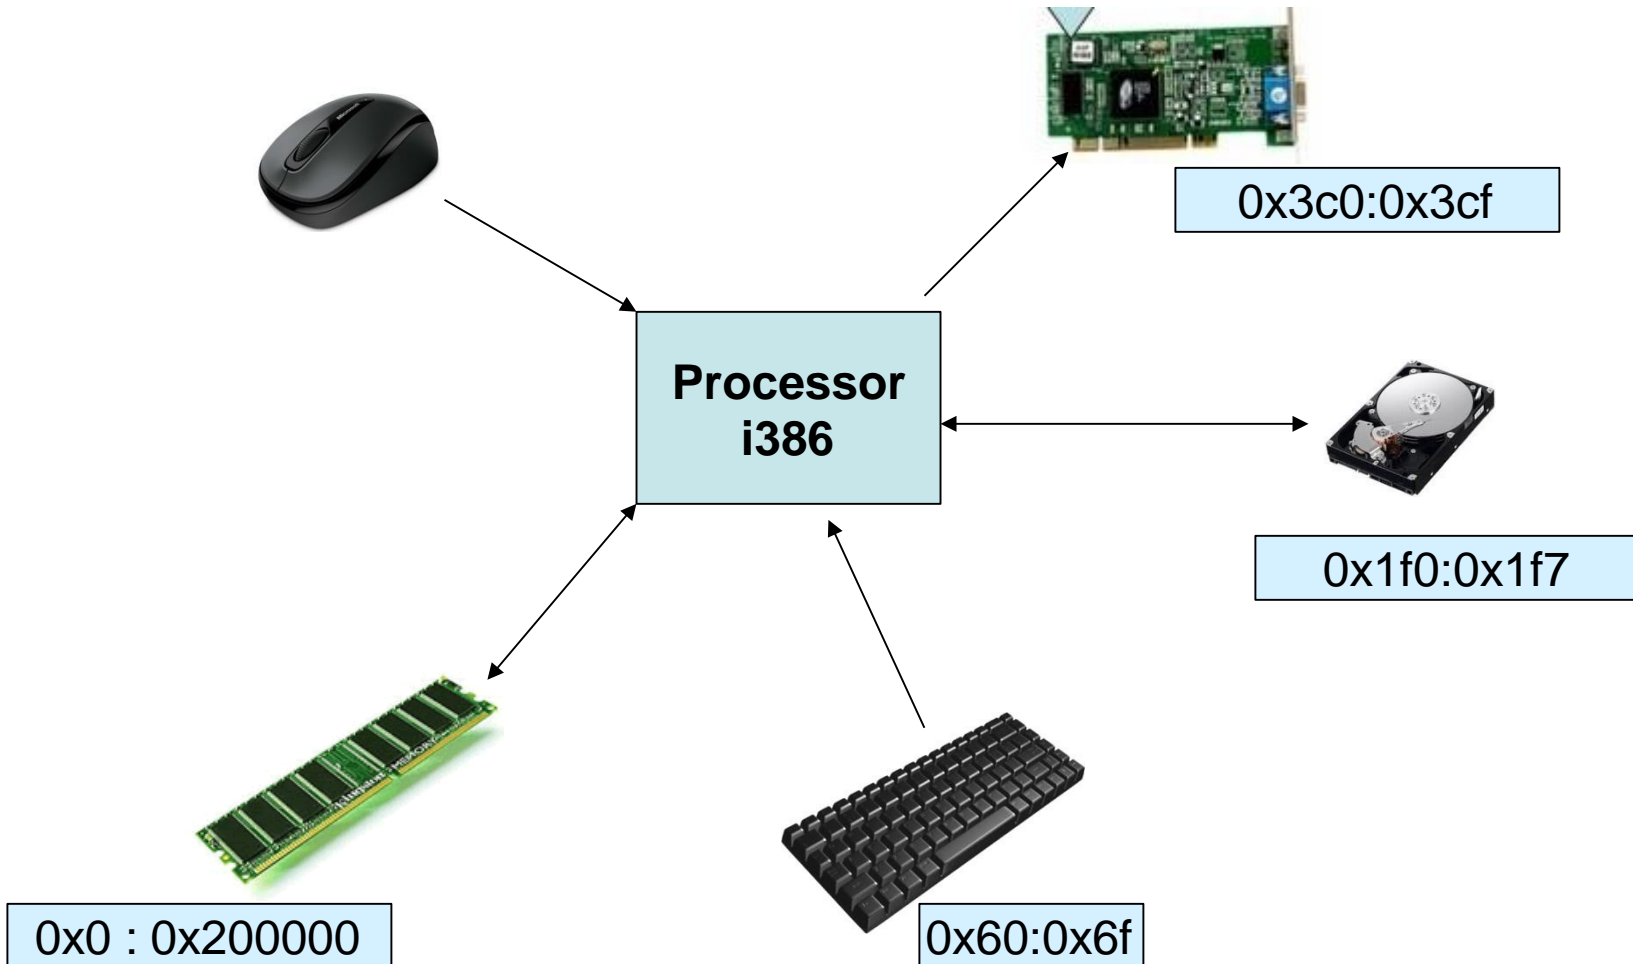 0x3c0:0x3cf
Processor
i386
0x1f0:0x1f7
0x0 : 0x200000
0x60:0x6f